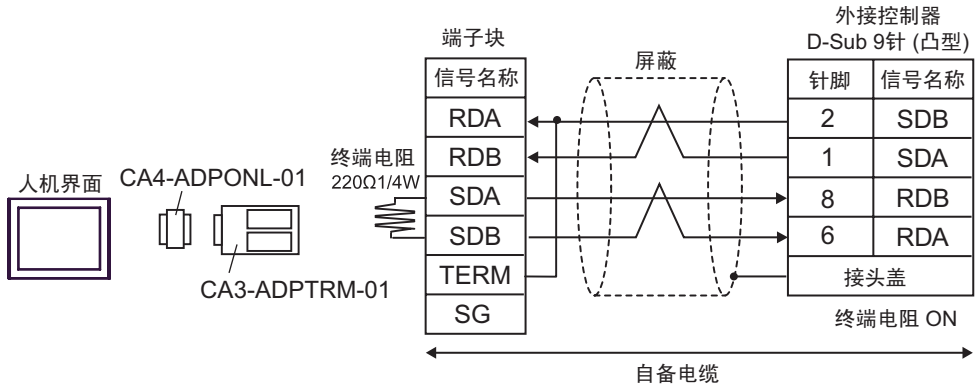 外接控制器
D-Sub 9针 (凸型)
端子块
屏蔽
信号名称
针脚 信号名称
RDA
2 SDB
RDB
1 SDA
终端电阻
220Ω1/4W
SDA
8 RDB
SDB
6 RDA
TERM
接头盖
SG
终端电阻 ON
人机界面
CA4-ADPONL-01
CA3-ADPTRM-01
自备电缆